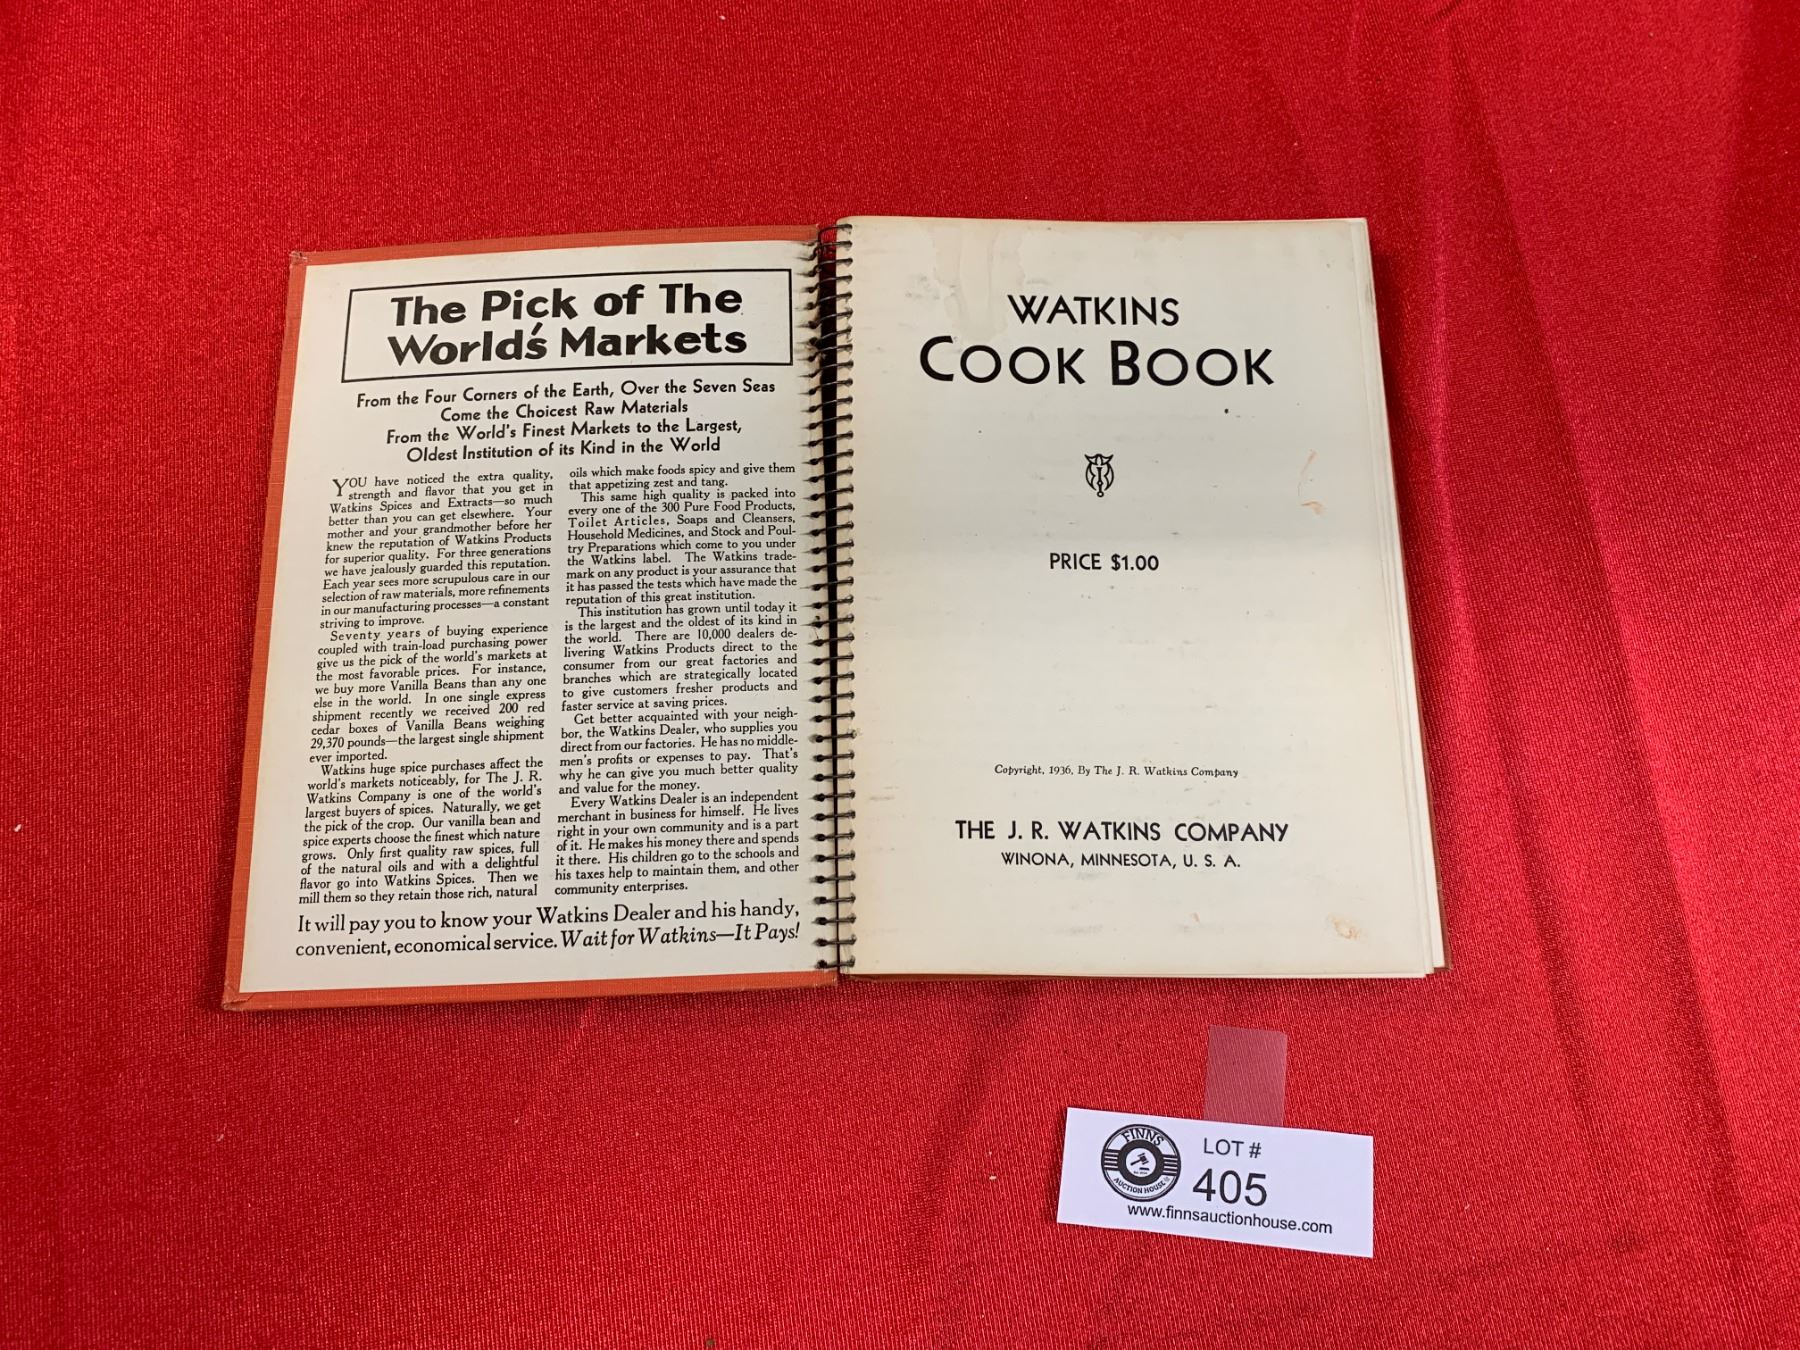 The Pick of The
World's Markets
From the Four Corners of the Earth, Over the Seven Seas
Come the Choicest Raw Materials
From the World's Finest Markets to the Largest,
Oldest Institution of its Kind in the World
YOU have noticed the extra quality,
strength and flavor that you get in
Watkins Spices and Extracts—so much
better than you can get elsewhere. Your
mother and your grandmother before her
knew the reputation of Watkins Products
for superior quality. For three generations
we have jealously guarded this reputation.
Each year sees more scrupulous care in our
selection of raw materials, more refinements
in our manufacturing processes—a constant
striving to improve.
Seventy years of buying experience
coupled with train-load purchasing power
give us the pick of the world's markets at
the most favorable prices. For instance,
we buy more Vanilla Beans than any one
else in the world. In one single express
shipment recently we received 200 red
cedar boxes of Vanilla Beans weighing
29,370 pounds—the largest single shipment
ever imported.
Watkins huge spice purchases affect the
world's markets noticeably, for The J. R.
Watkins Company is one of the world's
largest buyers of spices. Naturally, we get
the pick of the crop. Our vanilla bean and
spice experts choose the finest which nature
grows. Only first quality raw spices, full
of the natural oils and with a delightful
flavor go into Watkins Spices. Then we
mill them so they retain those rich, natural
oils which make foods spicy and give them
that appetizing zest and tang.
This same high quality is packed into
every one of the 300 Pure Food Products,
Toilet Articles, Soaps and Cleansers,
Household Medicines, and Stock and Poul-
try Preparations which come to you under
the Watkins label. The Watkins trade-
mark on any product is your assurance that
it has passed the tests which have made the
reputation of this great institution.
This institution has grown until today it
is the largest and the oldest of its kind in
the world. There are 10,000 dealers de-
livering Watkins Products direct to the
consumer from our great factories and
branches which are strategically located
to give customers fresher products and
faster service at saving prices.
Get better acquainted with your neigh-
bor, the Watkins Dealer, who supplies you
direct from our factories. He has no middle-
men's profits or expenses to pay. That's
why he can give you much better quality
and value for the money.
Every Watkins Dealer is an independent
merchant in business for himself. He lives
right in your own community and is a part
of it. He makes his money there and spends
it there. His children go to the schools and
his taxes help to maintain them, and other
community enterprises.
It will pay you to know your Watkins Dealer and his handy,
convenient, economical service. Wait for Watkins—It Pays!
WATKINS
COOK BOOK
PRICE $1.00
Copyright, 1936, By The J. R. Watkins Company
THE J. R. WATKINS COMPANY
WINONA, MINNESOTA, U. S. A.
FINNS
AUCTION HOUSE
LOT #
405
www.finnsauctionhouse.com